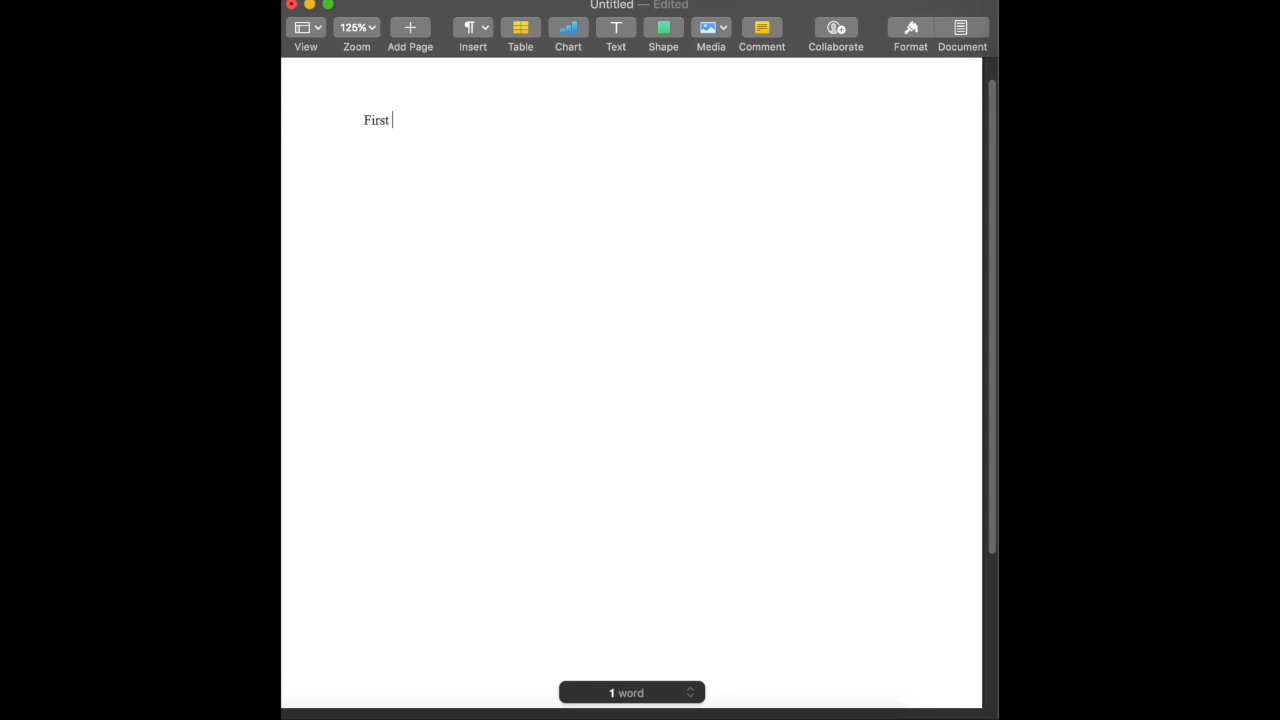 Untitled — Edited
125%
View Zoom Add Page Insert Table Chart Text Shape Media Comment Collaborate Format Document
First
1 word